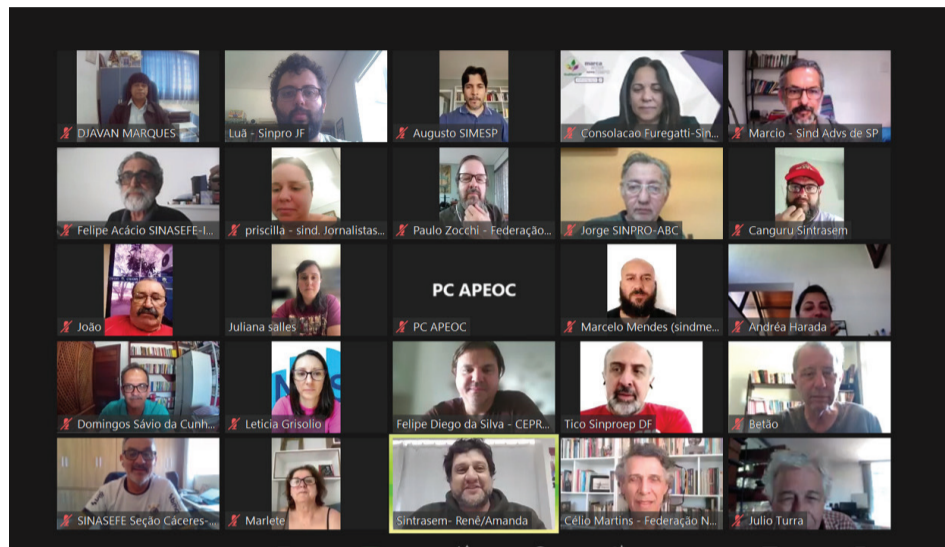 DJAVAN MARQUES
Luã - Sinpro JF
Augusto SIMESP
Consolacao Furegatti-Sin...
Marcio - Sind Advs de SP
Felipe Acácio SINASEFE-I...
priscilla - sind. Jornalistas...
Paulo Zocchi - Federação...
Jorge SINPRO-ABC
Canguru Sintrasem
João
Juliana salles
PC APEOC
PC APEOC
Marcelo Mendes (sindme...
Andréa Harada
Domingos Sávio da Cunh...
Leticia Grisolio
Felipe Diego da Silva - CEPR...
Tico Sinproep DF
Betão
SINASEFE Seção Cáceres-...
Marlete
Sintrasem- Renê/Amanda
Célio Martins - Federação N...
Julio Turra